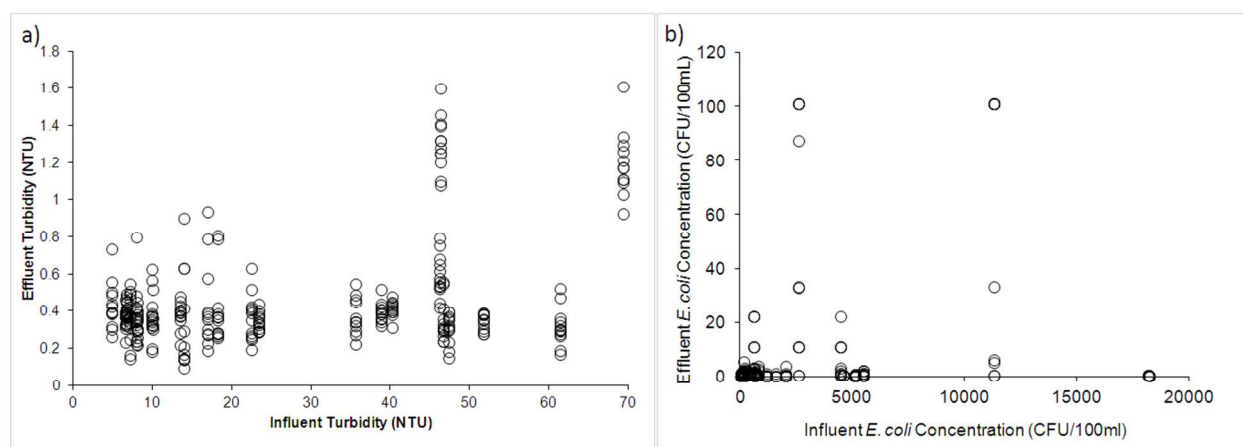 a)
Effluent Turbidity (NTU)
1.8
1.6
1.4
1.2
1
0.8
0.6
0.4
0.2
0
0 10 20 30 40 50 60 70
Influent Turbidity (NTU)
b)
Effluent E. coli Concentration (CFU/100mL)
120
100
80
60
40
20
0
0 5000 10000 15000 20000
Influent E. coli Concentration (CFU/100ml)